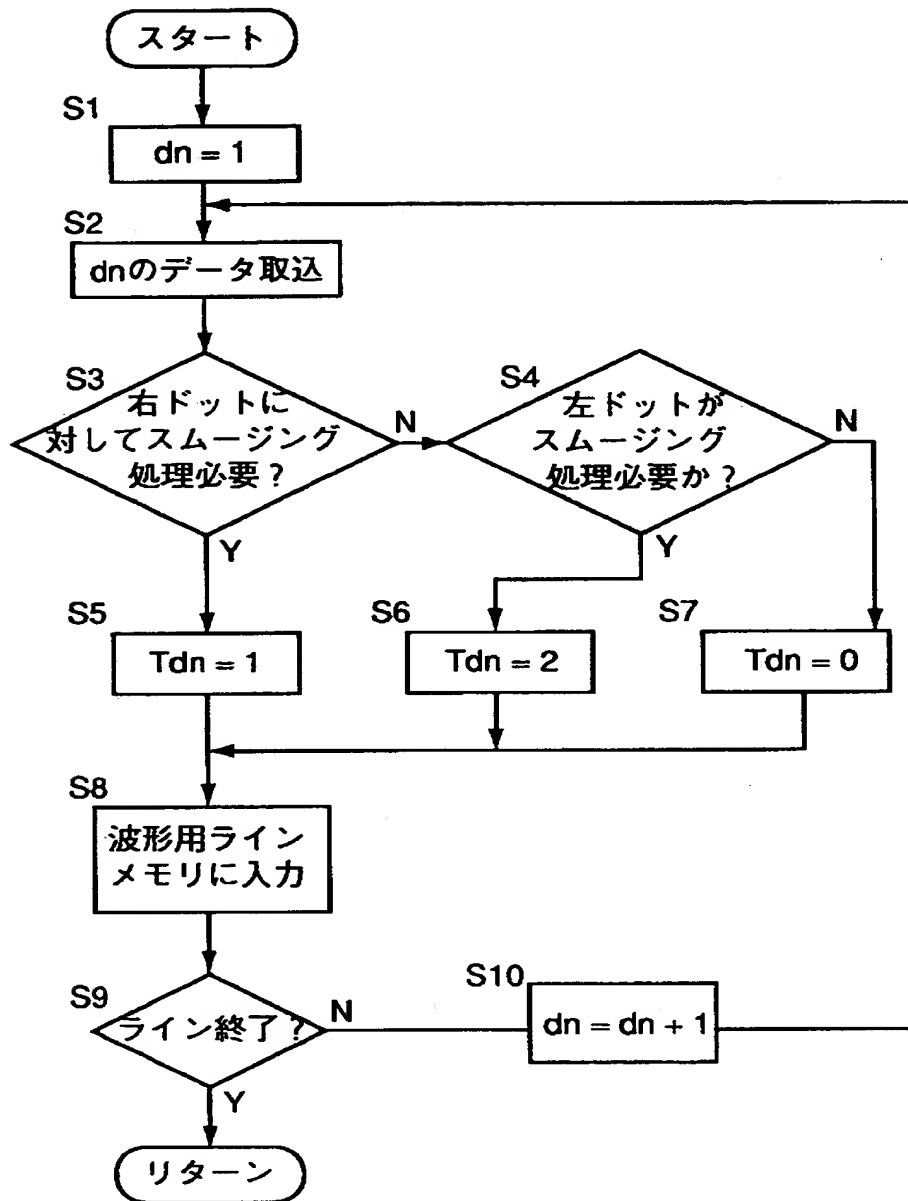 スタート
S1
dn = 1
S2
dnのデータ取込
S3
右ドットに
対してスムージング
処理必要?
N
Y
S4
左ドットが
スムージング
処理必要か?
N
Y
S5
Tdn = 1
S6
Tdn = 2
S7
Tdn = 0
S8
波形用ライン
メモリに入力
S9
ライン終了?
N
Y
S10
dn = dn + 1
リターン